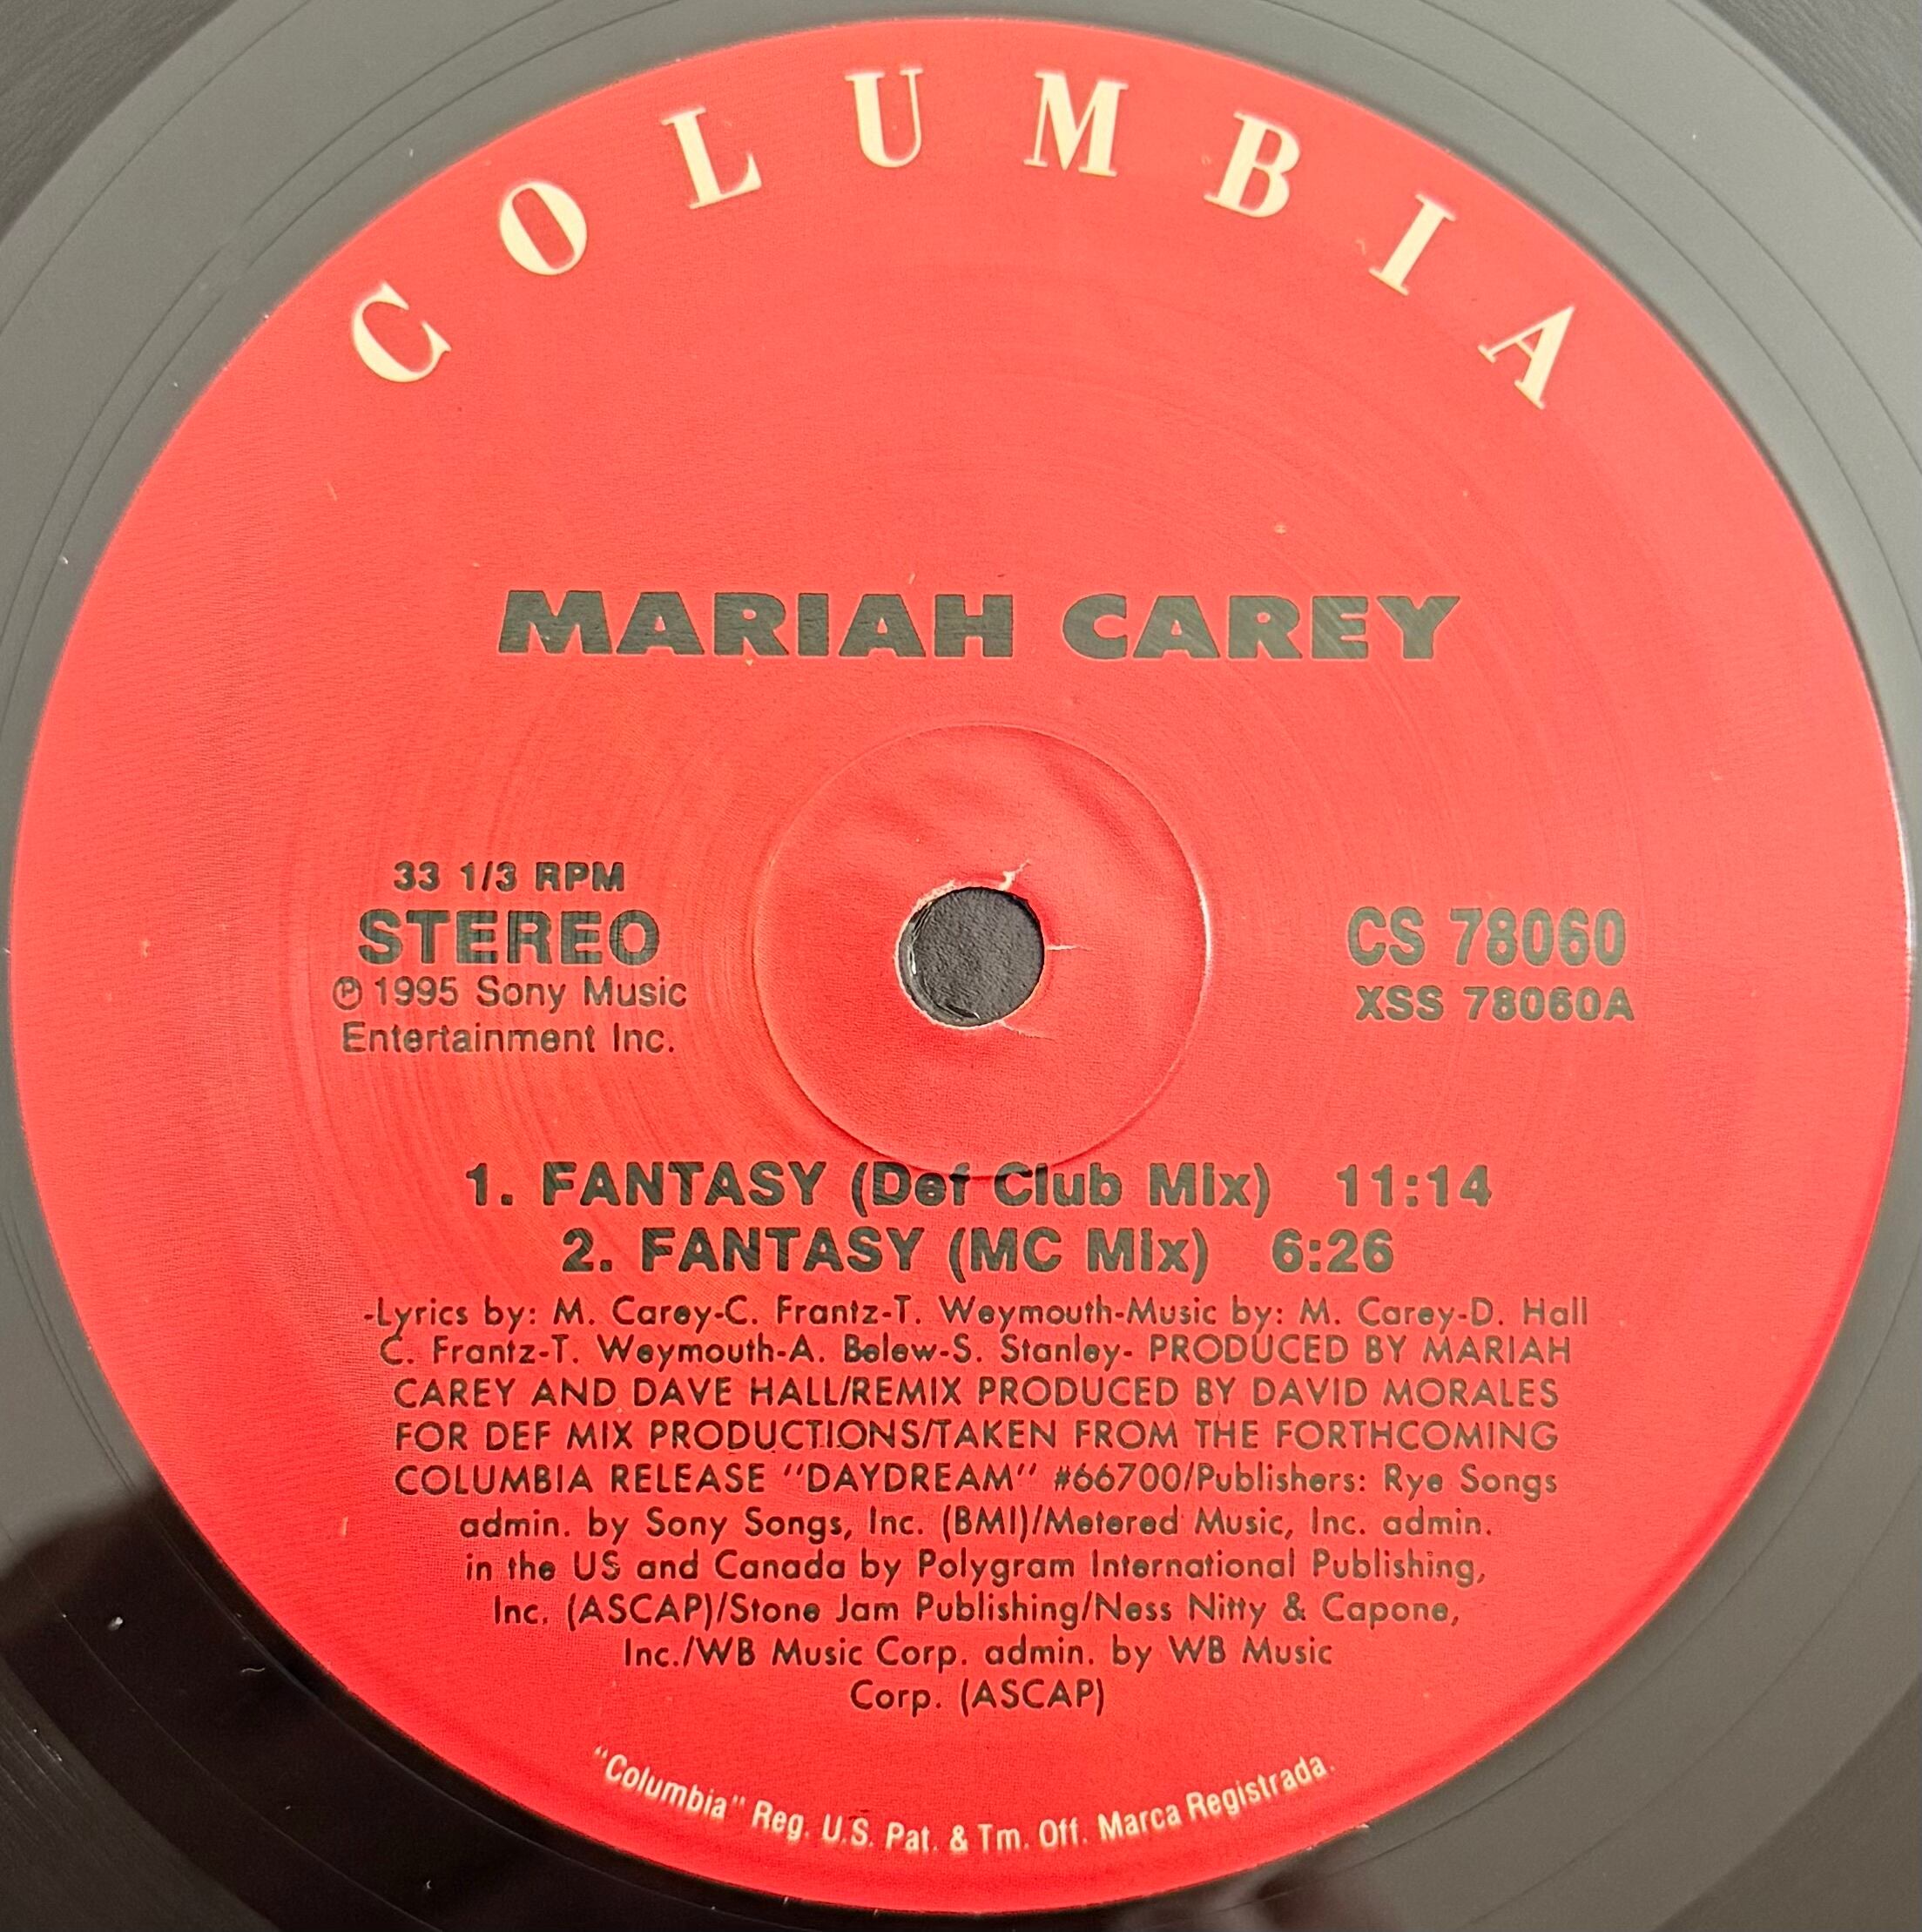 COLUMBIA
MARIAH CAREY
33 1/3 RPM
STEREO
℗ 1995 Sony Music
Entertainment Inc.
CS 78060
XSS 78060A
1. FANTASY (Def Club Mix) 11:14
2. FANTASY (MC Mix) 6:26
-Lyrics by: M. Carey-C. Frantz-T. Weymouth-Music by: M. Carey-D. Hall
C. Frantz-T. Weymouth-A. Belew-S. Stanley- PRODUCED BY MARIAH
CAREY AND DAVE HALL/REMIX PRODUCED BY DAVID MORALES
FOR DEF MIX PRODUCTIONS/TAKEN FROM THE FORTHCOMING
COLUMBIA RELEASE "DAYDREAM" #66700/Publishers: Rye Songs
admin. by Sony Songs, Inc. (BMI)/Metered Music, Inc. admin.
in the US and Canada by Polygram International Publishing,
Inc. (ASCAP)/Stone Jam Publishing/Ness Nitty & Capone,
Inc./WB Music Corp. admin. by WB Music
Corp. (ASCAP)
"Columbia" Reg. U.S. Pat. & Tm. Off. Marca Registrada.